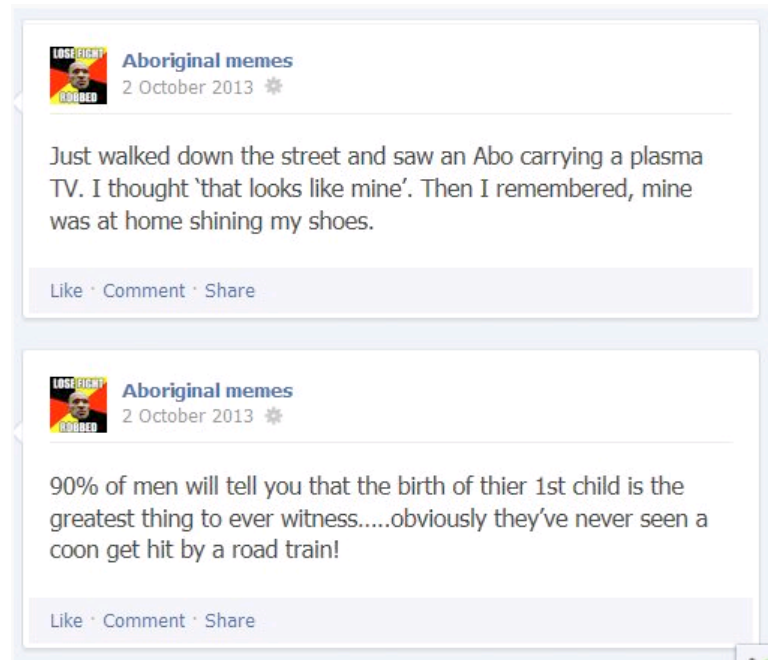 LOSE FIGHT
ROBBED
Aboriginal memes
2 October 2013
Just walked down the street and saw an Abo carrying a plasma
TV. I thought ‘that looks like mine’. Then I remembered, mine
was at home shining my shoes.
Like · Comment · Share
LOSE FIGHT
ROBBED
Aboriginal memes
2 October 2013
90% of men will tell you that the birth of thier 1st child is the
greatest thing to ever witness.....obviously they’ve never seen a
coon get hit by a road train!
Like · Comment · Share